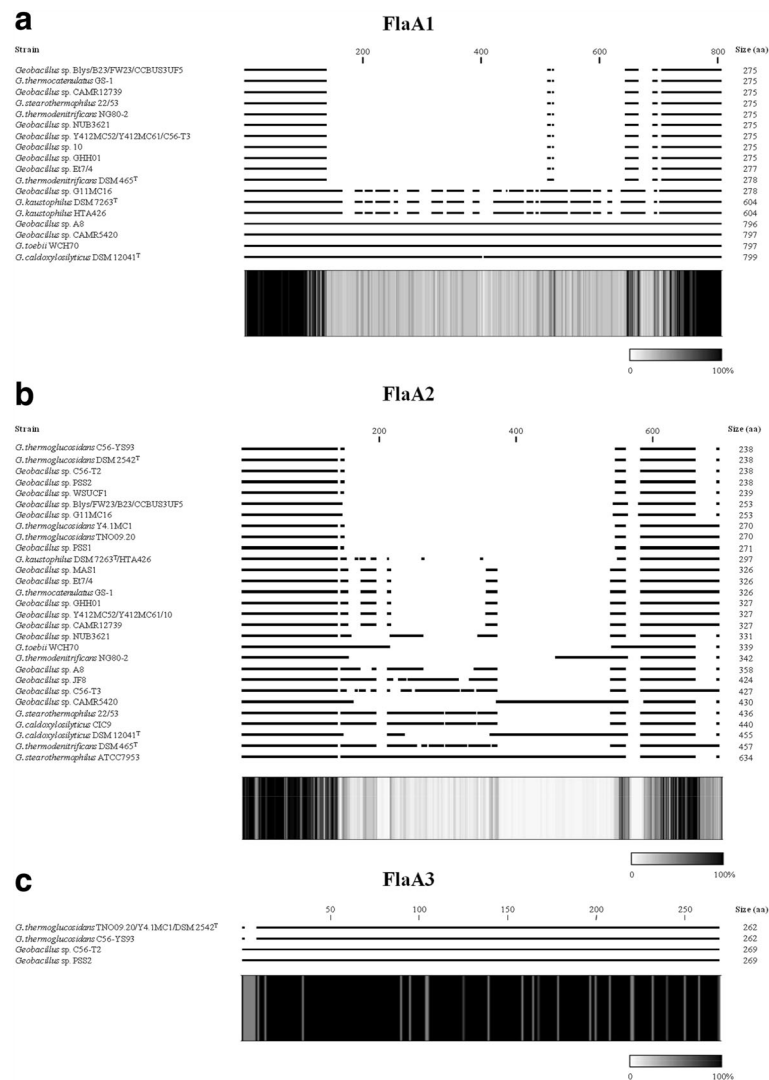 a
FlaA1
Strain 200 400 600 800 Size (aa)
Geobacillus sp. Blys/B23/FW23/CCBUS3UF5 275
G.thermocatenulatus GS-1 275
Geobacillus sp. CAMR12739 275
G.stearothermophilus 22/53 275
G.thermodenitrificans NG80-2 275
Geobacillus sp. NUB3621 275
Geobacillus sp. Y412MC52/Y412MC61/C56-T3 275
Geobacillus sp. 10 275
Geobacillus sp. GHH01 275
Geobacillus sp. Et7/4 277
G.thermodenitrificans DSM 465T 278
Geobacillus sp. G11MC16 278
G.kaustophilus DSM 7263T 604
G.kaustophilus HTA426 604
Geobacillus sp. A8 796
Geobacillus sp. CAMR5420 797
G.toebii WCH70 797
G.caldoxylosilyticus DSM 12041T 799
0 100%
b
FlaA2
Strain 200 400 600 Size (aa)
G.thermoglucosidans C56-YS93 238
G.thermoglucosidans DSM 2542T 238
Geobacillus sp. C56-T2 238
Geobacillus sp. PSS2 238
Geobacillus sp. WSUCF1 239
Geobacillus sp. Blys/FW23/B23/CCBUS3UF5 253
Geobacillus sp. G11MC16 253
G.thermoglucosidans Y4.1MC1 270
G.thermoglucosidans TNO09.20 270
Geobacillus sp. PSS1 271
G.kaustophilus DSM 7263T/HTA426 297
Geobacillus sp. MAS1 326
Geobacillus sp. Et7/4 326
G.thermocatenulatus GS-1 326
Geobacillus sp. GHH01 327
Geobacillus sp. Y412MC52/Y412MC61/10 327
Geobacillus sp. CAMR12739 327
Geobacillus sp. NUB3621 331
G.toebii WCH70 339
G.thermodenitrificans NG80-2 342
Geobacillus sp. A8 358
Geobacillus sp. JF8 424
Geobacillus sp. C56-T3 427
Geobacillus sp. CAMR5420 430
G.stearothermophilus 22/53 436
G.caldoxylosilyticus CIC9 440
G.caldoxylosilyticus DSM 12041T 455
G.thermodenitrificans DSM 465T 457
G.stearothermophilus ATCC7953 634
0 100%
c
FlaA3
Strain 50 100 150 200 250 Size (aa)
G.thermoglucosidans TNO09.20/Y4.1MC1/DSM 2542T 262
G.thermoglucosidans C56-YS93 262
Geobacillus sp. C56-T2 269
Geobacillus sp. PSS2 269
0 100%